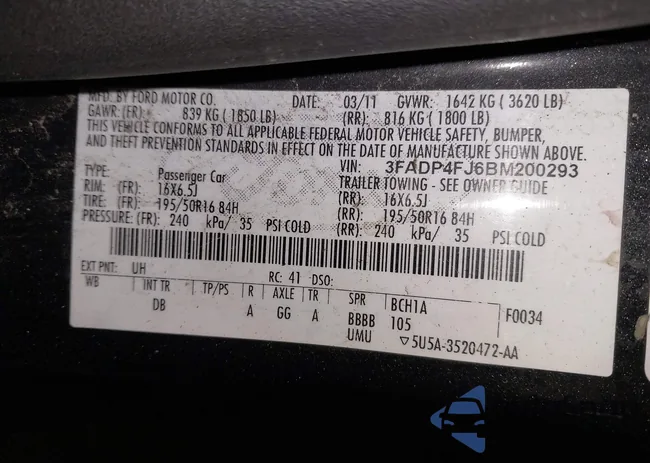 MFD. BY FORD MOTOR CO. DATE: 03/11 GVWR: 1642 KG ( 3620 LB)
GAWR: (FR): 839 KG ( 1850 LB) (RR): 816 KG ( 1800 LB)
THIS VEHICLE CONFORMS TO ALL APPLICABLE FEDERAL MOTOR VEHICLE SAFETY, BUMPER,
AND THEFT PREVENTION STANDARDS IN EFFECT ON THE DATE OF MANUFACTURE SHOWN ABOVE.
VIN: 3FADP4FJ6BM200293
TYPE: Passenger Car TRAILER TOWING - SEE OWNER GUIDE
RIM: (FR): 16X6.5J (RR): 16X6.5J
TIRE: (FR): 195/50R16 84H (RR): 195/50R16 84H
PRESSURE: (FR): 240 kPa/ 35 PSI COLD (RR): 240 kPa/ 35 PSI COLD
EXT PNT: UH RC: 41 DSO:
WB INT TR TP/PS R AXLE TR SPR BCH1A F0034
DB A GG A BBBB 105
UMU ▽5U5A-3520472-AA